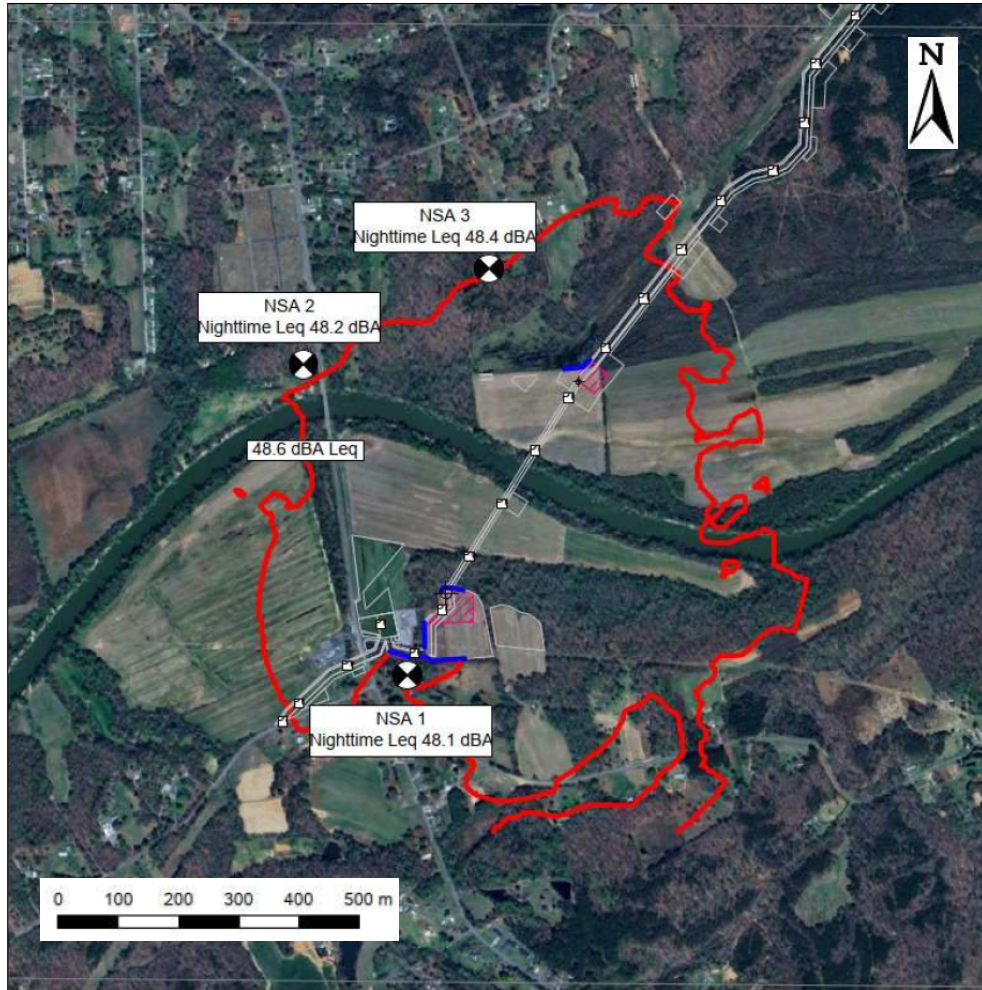 N
NSA 3
Nighttime Leq 48.4 dBA
NSA 2
Nighttime Leq 48.2 dBA
48.6 dBA Leq
NSA 1
Nighttime Leq 48.1 dBA
0 100 200 300 400 500 m